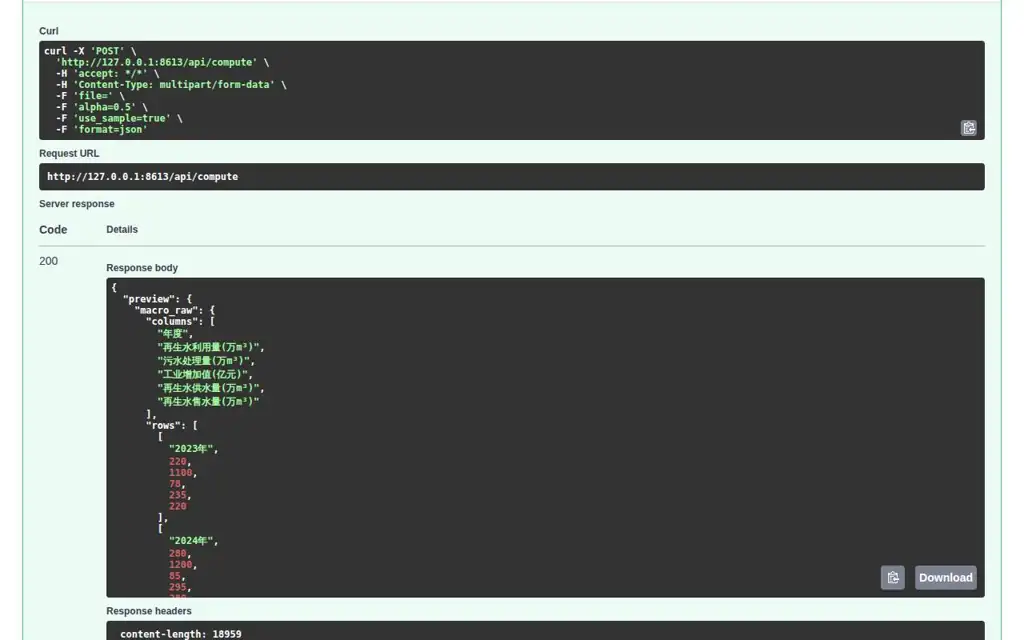 Curl
curl -X 'POST' \
'http://127.0.0.1:8613/api/compute' \
-H 'accept: */*' \
-H 'Content-Type: multipart/form-data' \
-F 'file=' \
-F 'alpha=0.5' \
-F 'use_sample=true' \
-F 'format=json'
Request URL
http://127.0.0.1:8613/api/compute
Server response
Code Details
200
Response body
{
"preview": {
"macro_raw": {
"columns": [
"年度",
"再生水利用量(万m³)",
"污水处理量(万m³)",
"工业增加值(亿元)",
"再生水供水量(万m³)",
"再生水售水量(万m³)"
],
"rows": [
[
"2023年",
220,
1100,
78,
235,
220
],
[
"2024年",
280,
1200,
85,
295,
Download
Response headers
content-length: 18959